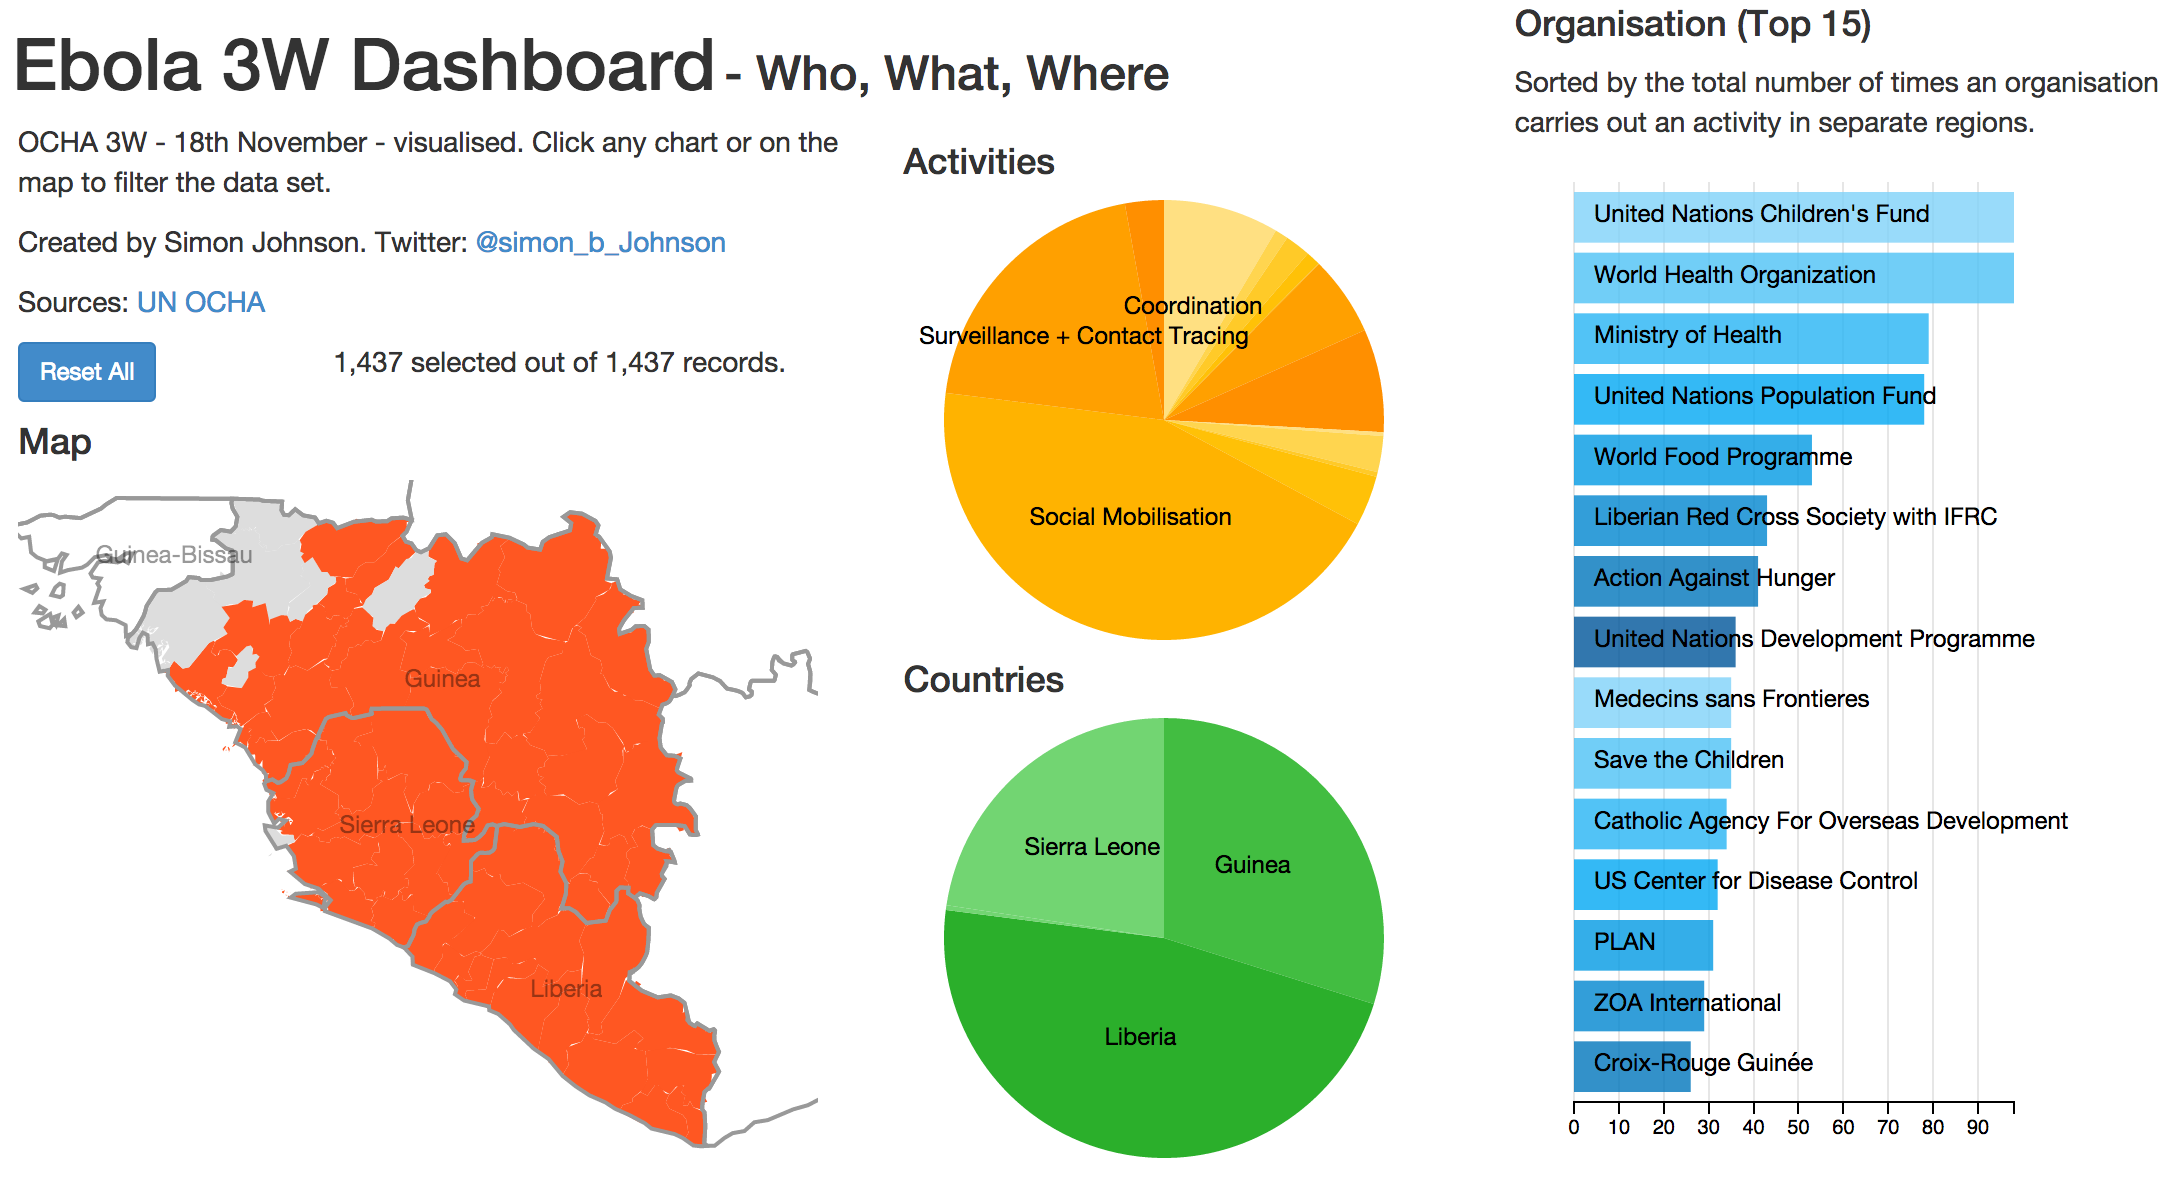 Ebola 3W Dashboard - Who, What, Where
OCHA 3W - 18th November - visualised. Click any chart or on the
map to filter the data set.
Created by Simon Johnson. Twitter: @simon_b_Johnson
Sources: UN OCHA
Reset All
1,437 selected out of 1,437 records.
Map
Guinea-Bissau
Guinea
Sierra Leone
Liberia
Activities
Coordination
Surveillance + Contact Tracing
Social Mobilisation
Countries
Sierra Leone
Guinea
Liberia
Organisation (Top 15)
Sorted by the total number of times an organisation
carries out an activity in separate regions.
United Nations Children's Fund
World Health Organization
Ministry of Health
United Nations Population Fund
World Food Programme
Liberian Red Cross Society with IFRC
Action Against Hunger
United Nations Development Programme
Medecins sans Frontieres
Save the Children
Catholic Agency For Overseas Development
US Center for Disease Control
PLAN
ZOA International
Croix-Rouge Guinée
0 10 20 30 40 50 60 70 80 90